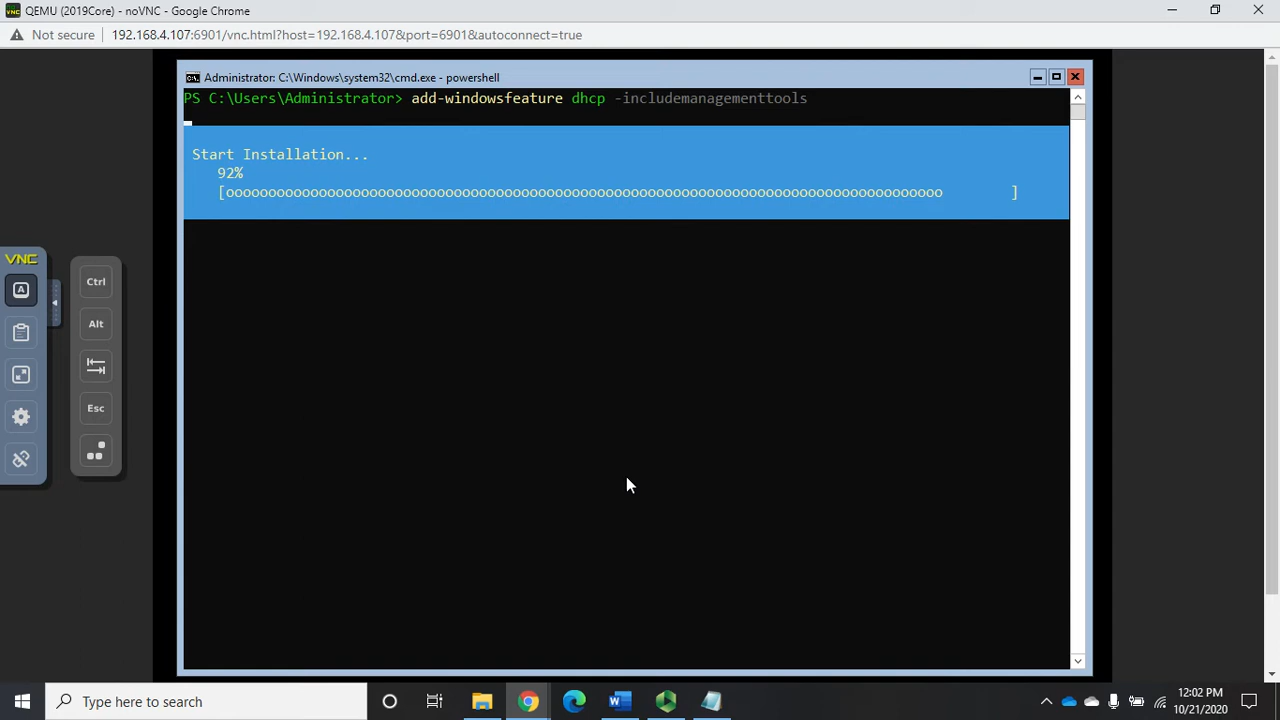 QEMU (2019Core) - noVNC - Google Chrome
Not secure 192.168.4.107:6901/vnc.html?host=192.168.4.107&port=6901&autoconnect=true
Administrator: C:\Windows\system32\cmd.exe - powershell
PS C:\Users\Administrator> add-windowsfeature dhcp -includemanagementtools
Start Installation...
92%
[ooooooooooooooooooooooooooooooooooooooooooooooooooooooooooooooooooooooooooooooooooooo ]
VNC
A
Ctrl
Alt
Esc
Type here to search
12:02 PM
10/21/2020